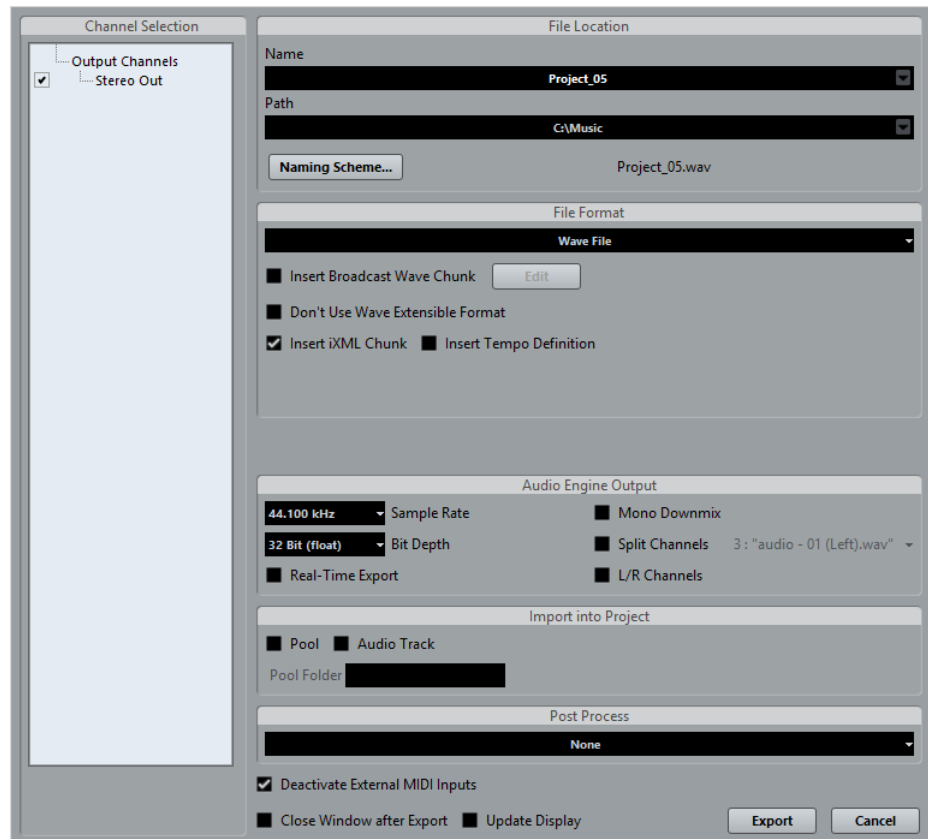 Channel Selection
Output Channels
Stereo Out
File Location
Name
Project_05
Path
C:\Music
Naming Scheme... Project_05.wav
File Format
Wave File
Insert Broadcast Wave Chunk Edit
Don't Use Wave Extensible Format
Insert iXML Chunk Insert Tempo Definition
Audio Engine Output
44.100 kHz Sample Rate Mono Downmix
32 Bit (float) Bit Depth Split Channels 3 : "audio - 01 (Left).wav"
Real-Time Export L/R Channels
Import into Project
Pool Audio Track
Pool Folder
Post Process
None
Deactivate External MIDI Inputs
Close Window after Export Update Display Export Cancel